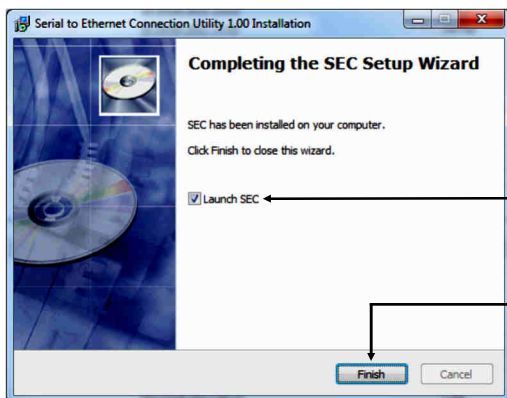 Serial to Ethernet Connection Utility 1.00 Installation
Completing the SEC Setup Wizard
SEC has been installed on your computer.
Click Finish to close this wizard.
Launch SEC
Finish
Cancel